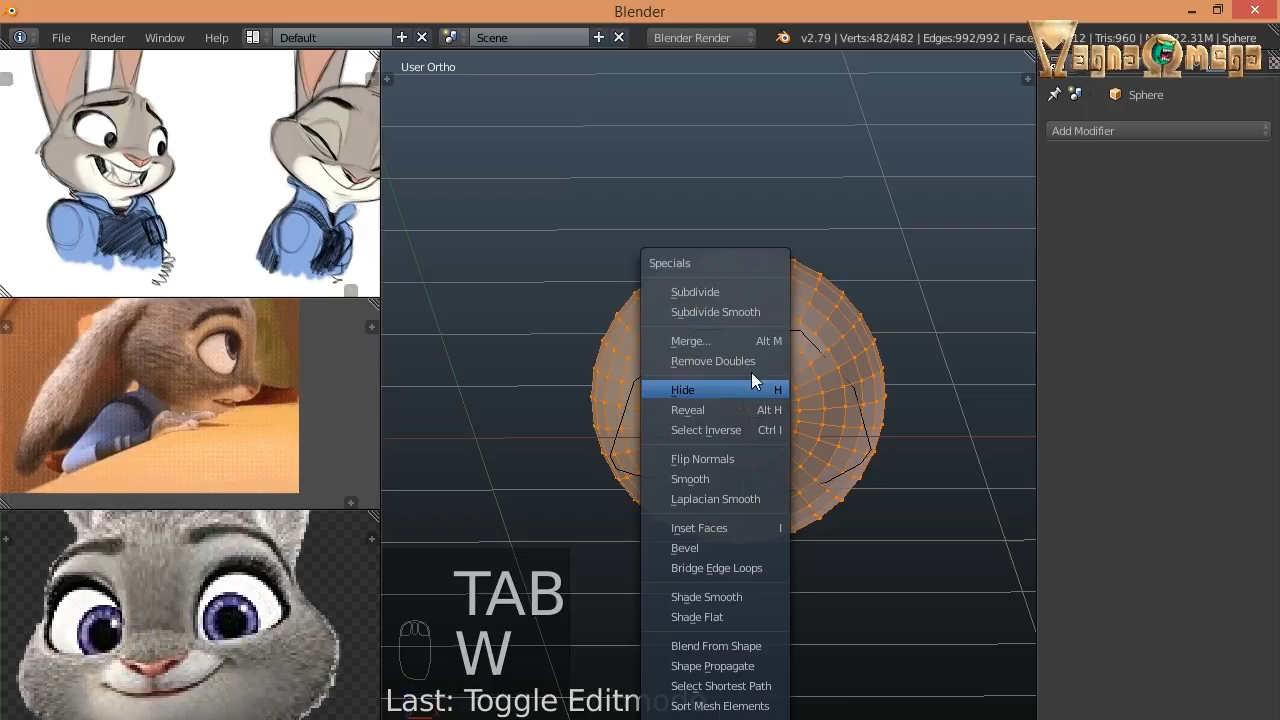 Blender
File Render Window Help Default Scene Blender Render v2.79 | Verts:482/482 | Edges:992/992 | Tris:960 | Sphere
Magna Omega
User Ortho
Sphere
Add Modifier
Specials
Subdivide
Subdivide Smooth
Merge... Alt M
Remove Doubles
Hide H
Reveal Alt H
Select Inverse Ctrl I
Flip Normals
Smooth
Laplacian Smooth
Inset Faces I
Bevel
Bridge Edge Loops
Shade Smooth
Shade Flat
Blend From Shape
Shape Propagate
Select Shortest Path
Sort Mesh Elements
TAB
W
Last: Toggle Editmode